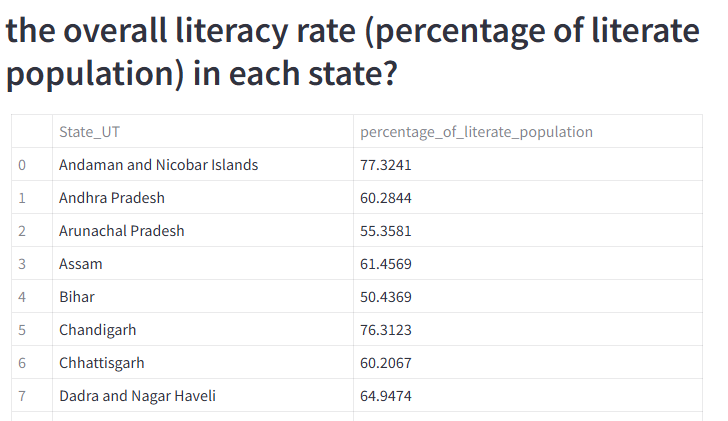 the overall literacy rate (percentage of literate
population) in each state?
State_UT percentage_of_literate_population
0 Andaman and Nicobar Islands 77.3241
1 Andhra Pradesh 60.2844
2 Arunachal Pradesh 55.3581
3 Assam 61.4569
4 Bihar 50.4369
5 Chandigarh 76.3123
6 Chhattisgarh 60.2067
7 Dadra and Nagar Haveli 64.9474